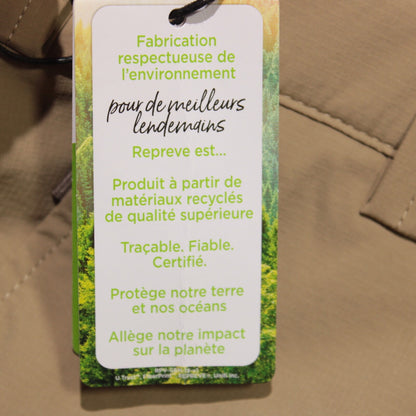 Fabrication
respectueuse de
l'environnement
pour de meilleurs
lendemains
Repreve est...
Produit à partir de
matériaux recyclés
de qualité supérieure
Traçable. Fiable.
Certifié.
Protège notre terre
et nos océans
Allège notre impact
sur la planète